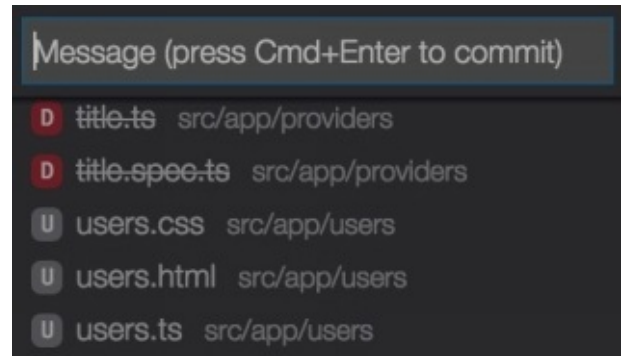 Message (press Cmd+Enter to commit)
D title.ts src/app/providers
D title.spec.ts src/app/providers
U users.css src/app/users
U users.html src/app/users
U users.ts src/app/users